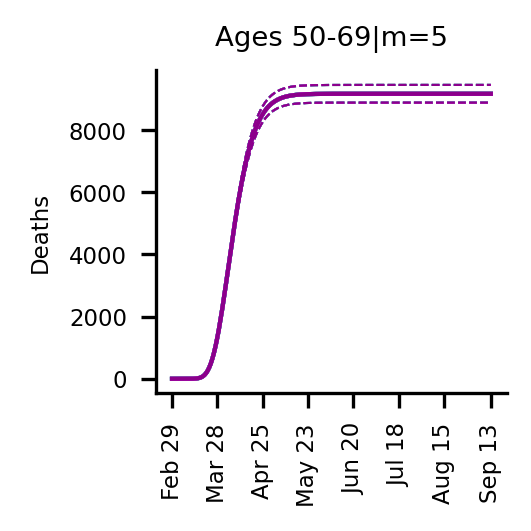 Ages 50-69|m=5
Deaths
8000
6000
4000
2000
0
Feb 29
Mar 28
Apr 25
May 23
Jun 20
Jul 18
Aug 15
Sep 13